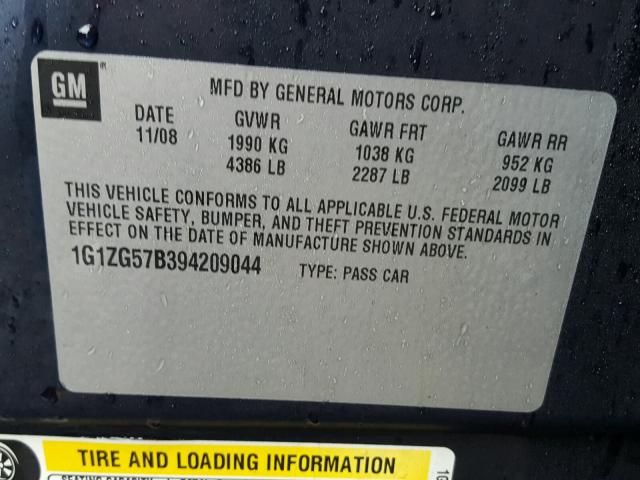 GM
MFD BY GENERAL MOTORS CORP.
DATE GVWR GAWR FRT GAWR RR
11/08 1990 KG 1038 KG 952 KG
4386 LB 2287 LB 2099 LB
THIS VEHICLE CONFORMS TO ALL APPLICABLE U.S. FEDERAL MOTOR
VEHICLE SAFETY, BUMPER, AND THEFT PREVENTION STANDARDS IN
EFFECT ON THE DATE OF MANUFACTURE SHOWN ABOVE.
1G1ZG57B394209044 TYPE: PASS CAR
TIRE AND LOADING INFORMATION
SEATING CAPACITY